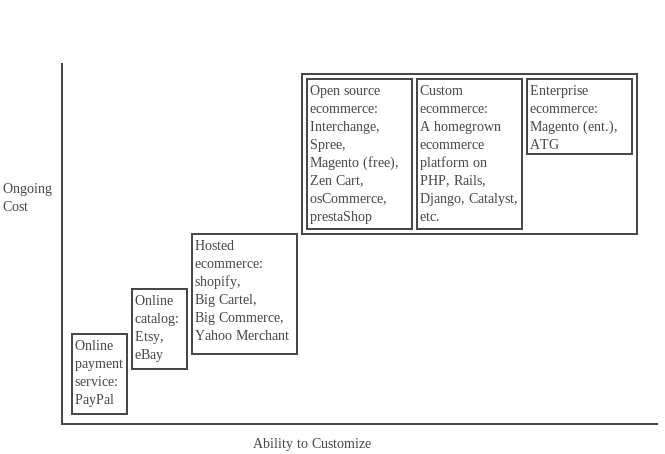 Ongoing
Cost
Online
payment
service:
PayPal
Online
catalog:
Etsy,
eBay
Hosted
ecommerce:
shopify,
Big Cartel,
Big Commerce,
Yahoo Merchant
Open source
ecommerce:
Interchange,
Spree,
Magento (free),
Zen Cart,
osCommerce,
prestaShop
Custom
ecommerce:
A homegrown
ecommerce
platform on
PHP, Rails,
Django, Catalyst,
etc.
Enterprise
ecommerce:
Magento (ent.),
ATG
Ability to Customize